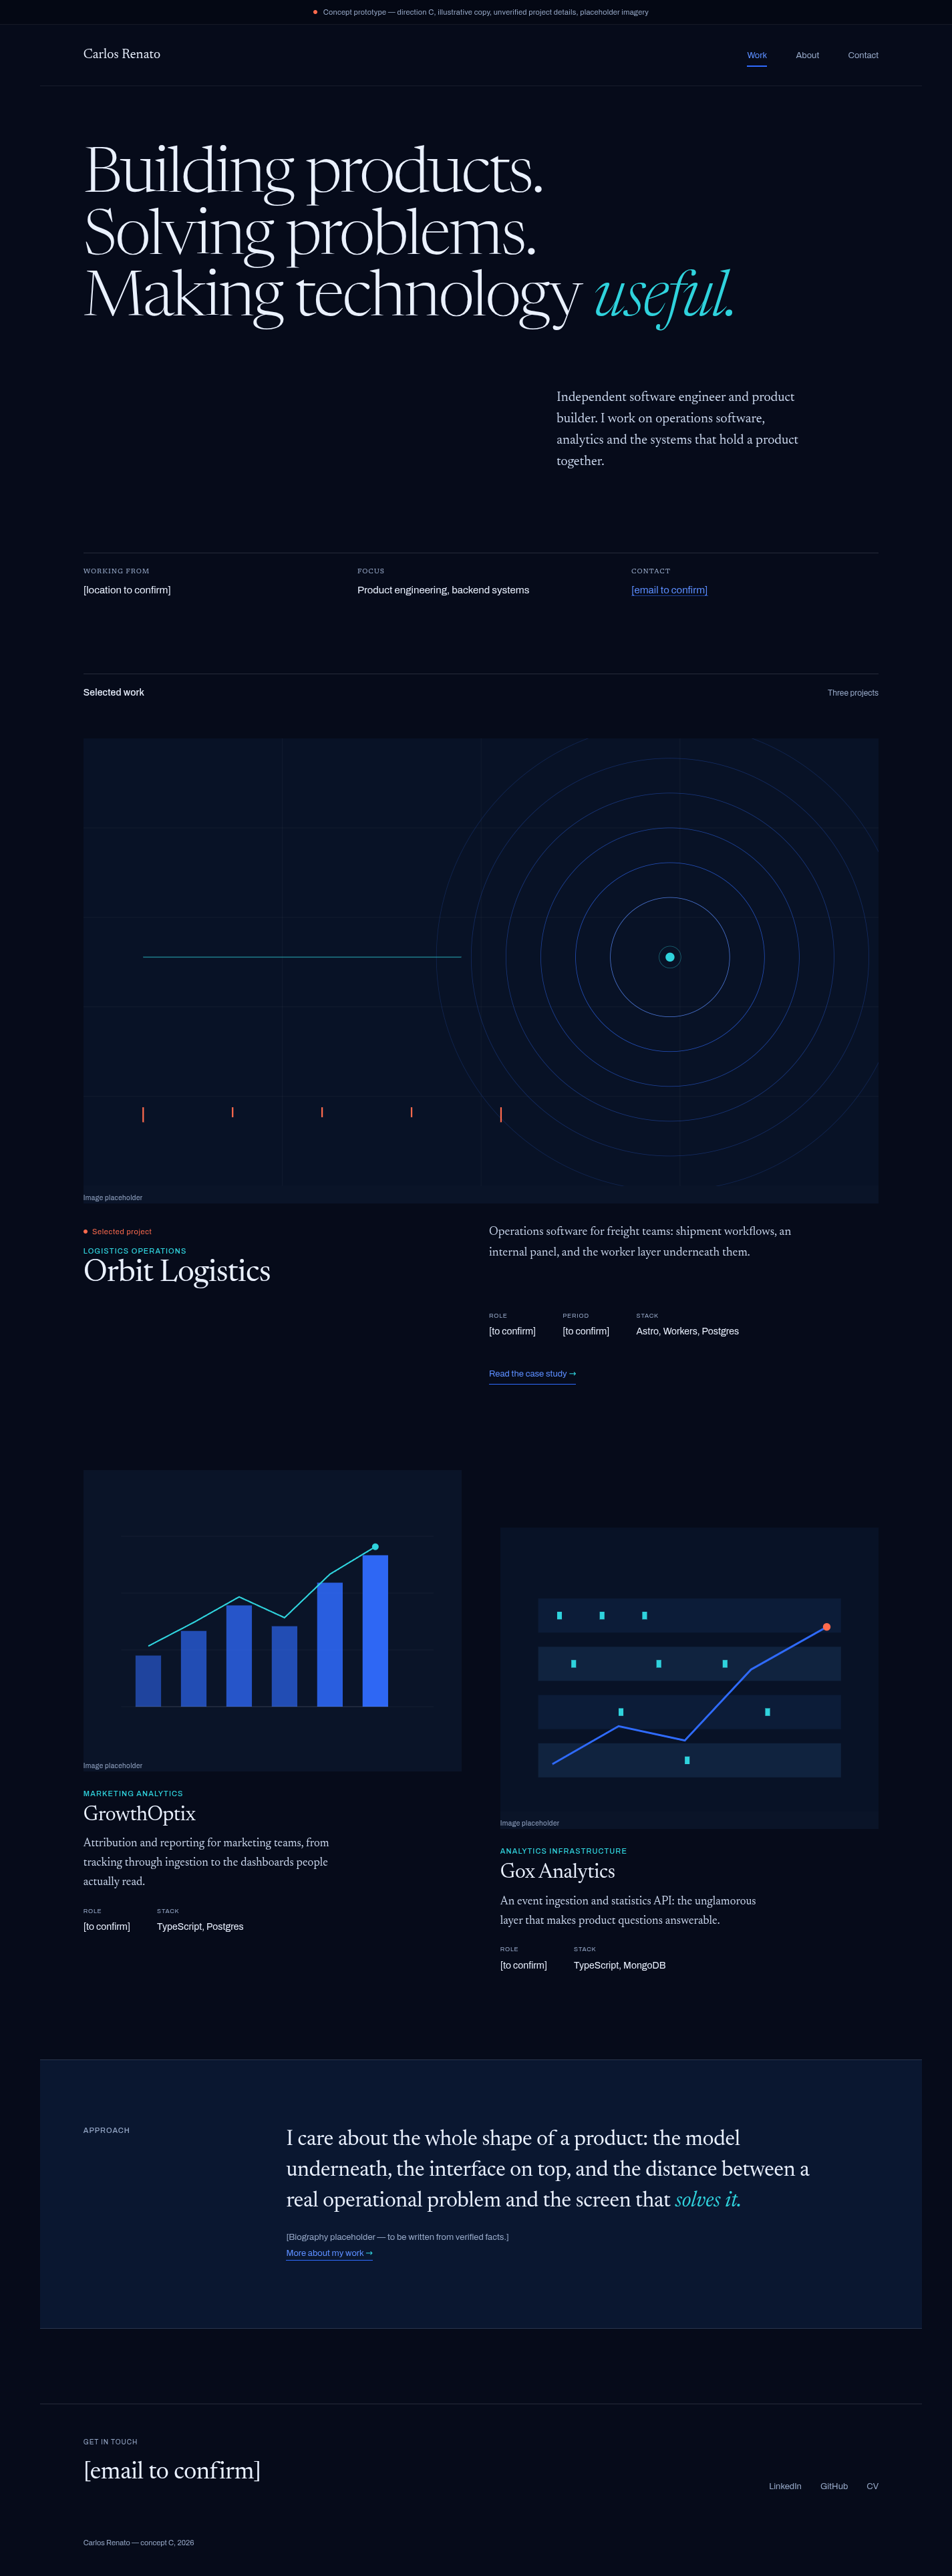 Concept prototype — direction C, illustrative copy, unverified project details, placeholder imagery
Carlos Renato
Work
About
Contact
Building products.
Solving problems.
Making technology useful.
Independent software engineer and product
builder. I work on operations software,
analytics and the systems that hold a product
together.
WORKING FROM
[location to confirm]
FOCUS
Product engineering, backend systems
CONTACT
[email to confirm]
Selected work
Three projects
Image placeholder
Selected project
LOGISTICS OPERATIONS
Orbit Logistics
Operations software for freight teams: shipment workflows, an
internal panel, and the worker layer underneath them.
ROLE
[to confirm]
PERIOD
[to confirm]
STACK
Astro, Workers, Postgres
Read the case study →
Image placeholder
MARKETING ANALYTICS
GrowthOptix
Attribution and reporting for marketing teams, from
tracking through ingestion to the dashboards people
actually read.
ROLE
[to confirm]
STACK
TypeScript, Postgres
Image placeholder
ANALYTICS INFRASTRUCTURE
Gox Analytics
An event ingestion and statistics API: the unglamorous
layer that makes product questions answerable.
ROLE
[to confirm]
STACK
TypeScript, MongoDB
APPROACH
I care about the whole shape of a product: the model
underneath, the interface on top, and the distance between a
real operational problem and the screen that solves it.
[Biography placeholder — to be written from verified facts.]
More about my work →
GET IN TOUCH
[email to confirm]
LinkedIn
GitHub
CV
Carlos Renato — concept C, 2026